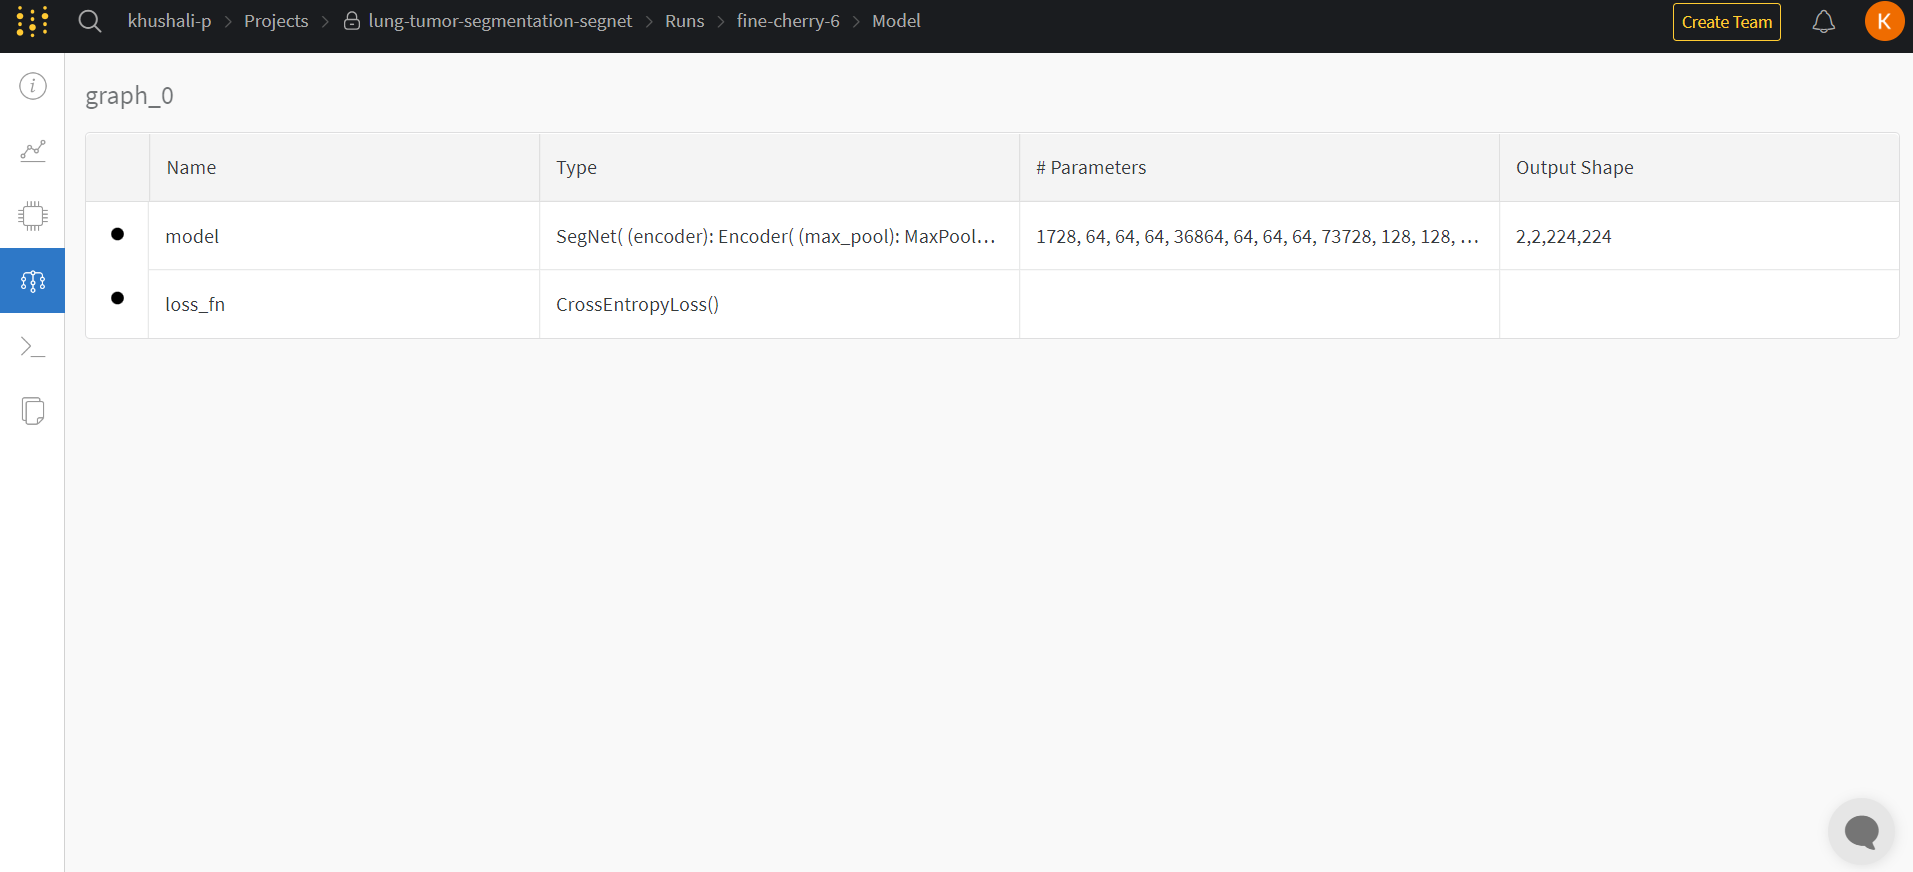 khushali-p > Projects > lung-tumor-segmentation-segnet > Runs > fine-cherry-6 > Model
Create Team
K
graph_0
Name Type # Parameters Output Shape
model SegNet( (encoder): Encoder( (max_pool): MaxPool... 1728, 64, 64, 64, 36864, 64, 64, 64, 73728, 128, 128, ... 2,2,224,224
loss_fn CrossEntropyLoss()